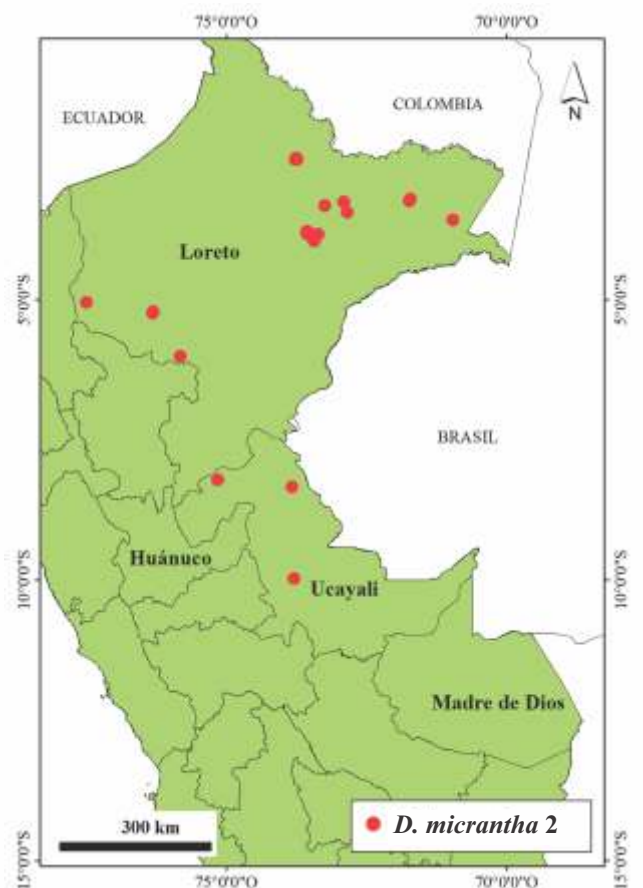 75°0'0"O
70°0'0"O
COLOMBIA
ECUADOR
N
Loreto
5°0'0"S
5°0'0"S
BRASIL
Huánuco
Ucayali
10°0'0"S
10°0'0"S
Madre de Dios
300 km
D. micrantha 2
15°0'0"S
15°0'0"S
75°0'0"O
70°0'0"O